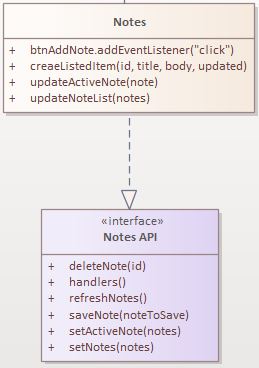 Notes
+ btnAddNote.addEventListener("click")
+ creaeListedItem(id, title, body, updated)
+ updateActiveNote(note)
+ updateNoteList(notes)
«interface»
Notes API
+ deleteNote(id)
+ handlers()
+ refreshNotes()
+ saveNote(noteToSave)
+ setActiveNote(notes)
+ setNotes(notes)